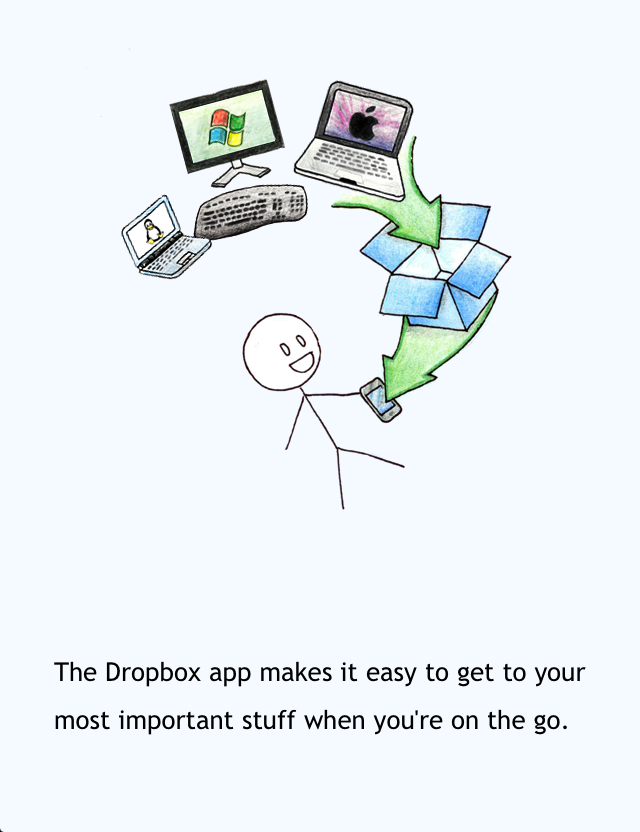 The Dropbox app makes it easy to get to your
most important stuff when you're on the go.